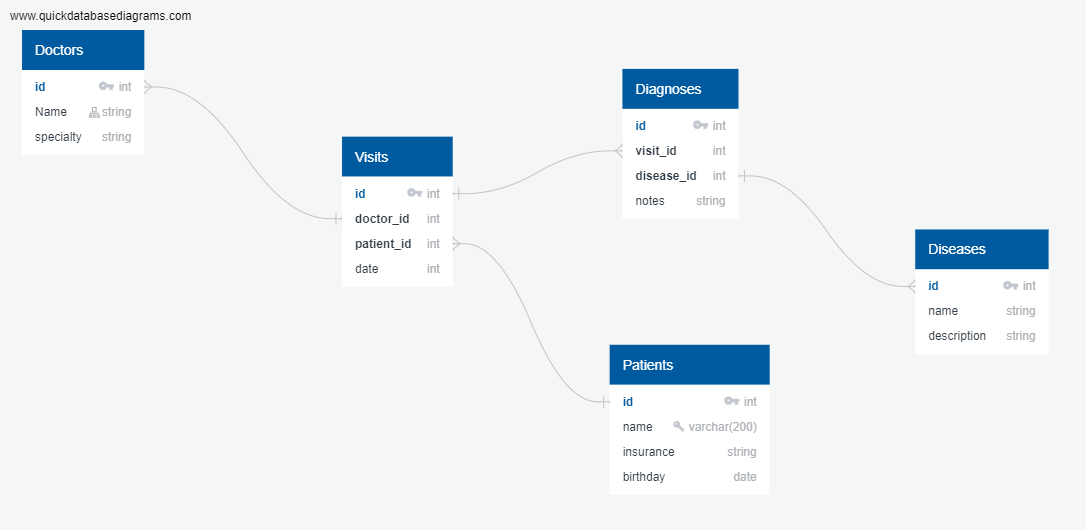 www.quickdatabasediagrams.com
Doctors
id int
Name string
specialty string
Visits
id int
doctor_id int
patient_id int
date int
Diagnoses
id int
visit_id int
disease_id int
notes string
Diseases
id int
name string
description string
Patients
id int
name varchar(200)
insurance string
birthday date